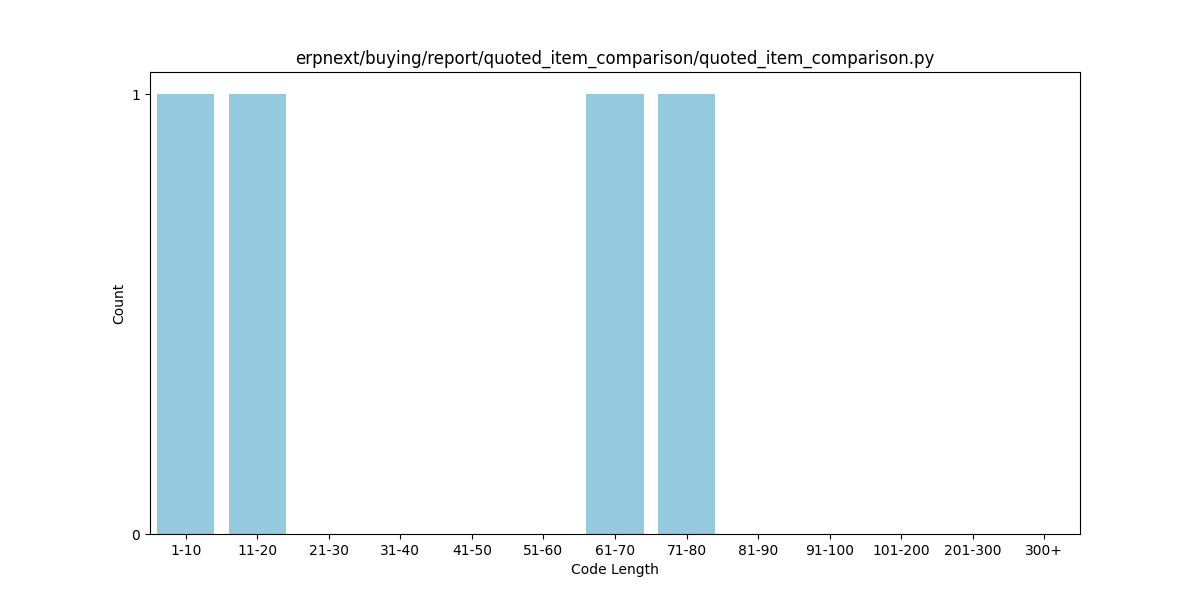 erpnext/buying/report/quoted_item_comparison/quoted_item_comparison.py
1
Count
0
1-10 11-20 21-30 31-40 41-50 51-60 61-70 71-80 81-90 91-100 101-200 201-300 300+
Code Length